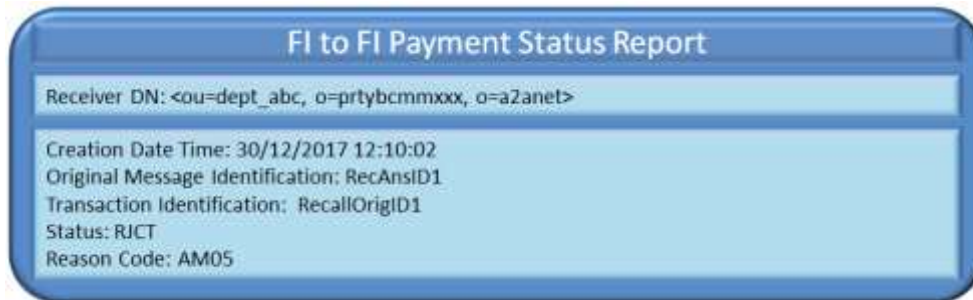 FI to FI Payment Status Report
Receiver DN: <ou=dept_abc, o=prtybcmmxxx, o=a2anet>
Creation Date Time: 30/12/2017 12:10:02
Original Message Identification: RecAnsID1
Transaction Identification: RecallOrigID1
Status: RJCT
Reason Code: AM05